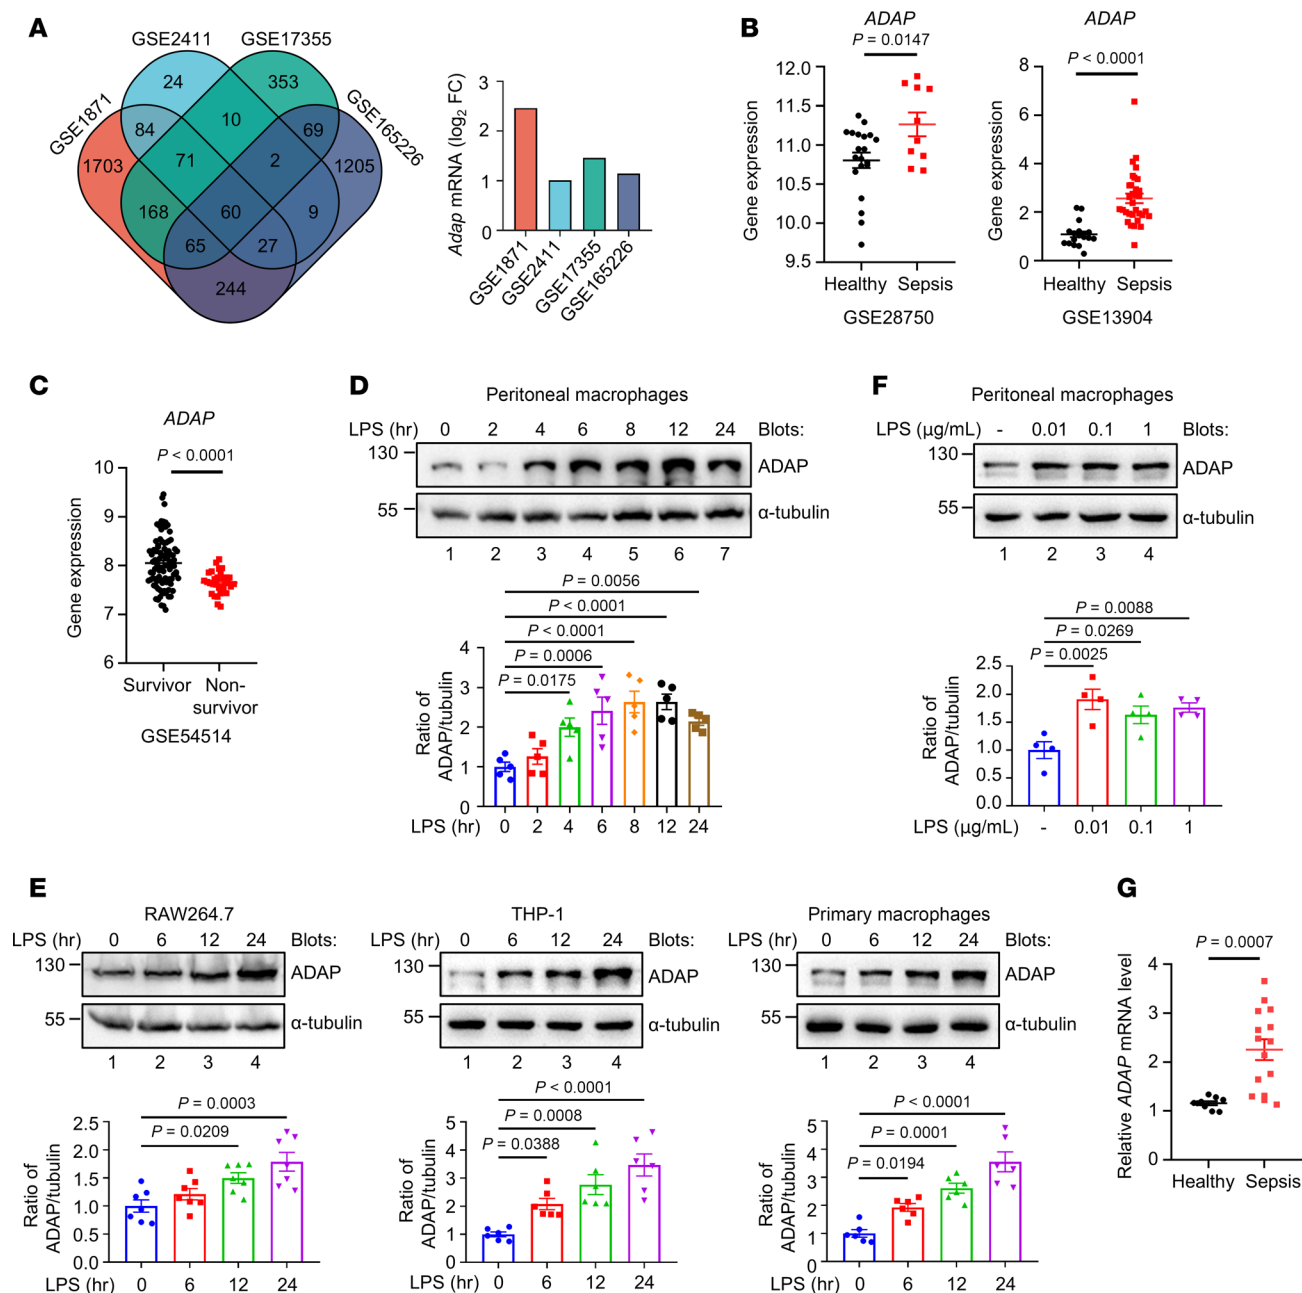 A
GSE2411
GSE17355
GSE1871
GSE165226
24
353
84
10
69
1703
71
2
1205
168
60
9
65
27
244
Adap mRNA (log2 FC)
3
2
1
0
GSE1871
GSE2411
GSE17355
GSE165226
B
ADAP
P = 0.0147
Gene expression
12.0
11.5
11.0
10.5
10.0
9.5
Healthy Sepsis
GSE28750
ADAP
P < 0.0001
Gene expression
8
6
4
2
0
Healthy Sepsis
GSE13904
C
ADAP
P < 0.0001
Gene expression
10
9
8
7
6
Survivor Non-
survivor
GSE54514
D
Peritoneal macrophages
LPS (hr) 0 2 4 6 8 12 24 Blots:
130
ADAP
55
α-tubulin
1 2 3 4 5 6 7
P = 0.0056
P < 0.0001
P < 0.0001
P = 0.0006
P = 0.0175
Ratio of
ADAP/tubulin
4
3
2
1
0
LPS (hr) 0 2 4 6 8 12 24
F
Peritoneal macrophages
LPS (µg/mL) - 0.01 0.1 1 Blots:
130
ADAP
55
α-tubulin
1 2 3 4
P = 0.0088
P = 0.0269
P = 0.0025
Ratio of
ADAP/tubulin
2.5
2.0
1.5
1.0
0.5
0.0
LPS (µg/mL) - 0.01 0.1 1
E
RAW264.7
LPS (hr) 0 6 12 24 Blots:
130
ADAP
55
α-tubulin
1 2 3 4
P = 0.0003
P = 0.0209
Ratio of
ADAP/tubulin
2.5
2.0
1.5
1.0
0.5
0.0
LPS (hr) 0 6 12 24
THP-1
LPS (hr) 0 6 12 24 Blots:
130
ADAP
55
α-tubulin
1 2 3 4
P < 0.0001
P = 0.0008
P = 0.0388
Ratio of
ADAP/tubulin
5
4
3
2
1
0
LPS (hr) 0 6 12 24
Primary macrophages
LPS (hr) 0 6 12 24 Blots:
130
ADAP
55
α-tubulin
1 2 3 4
P < 0.0001
P = 0.0001
P = 0.0194
Ratio of
ADAP/tubulin
5
4
3
2
1
0
LPS (hr) 0 6 12 24
G
P = 0.0007
Relative ADAP mRNA level
4
3
2
1
0
Healthy Sepsis